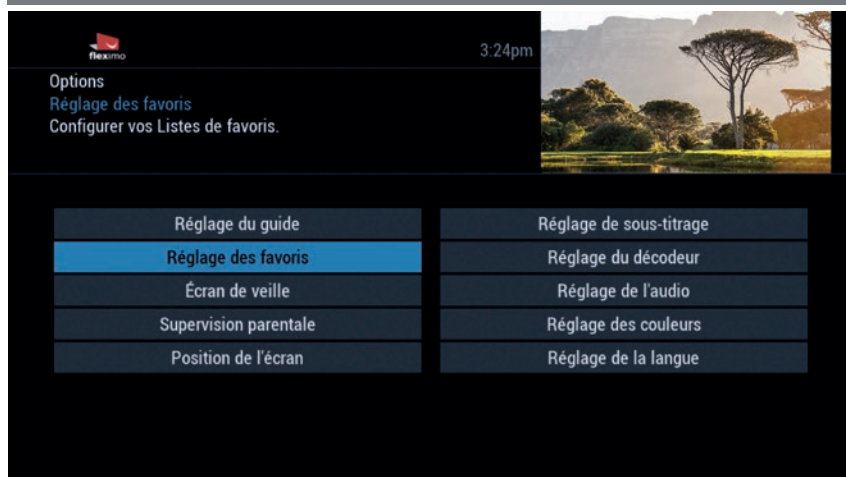 fleximo
3:24pm
Options
Réglage des favoris
Configurer vos Listes de favoris.
Réglage du guide
Réglage des favoris
Écran de veille
Supervision parentale
Position de l'écran
Réglage de sous-titrage
Réglage du décodeur
Réglage de l'audio
Réglage des couleurs
Réglage de la langue